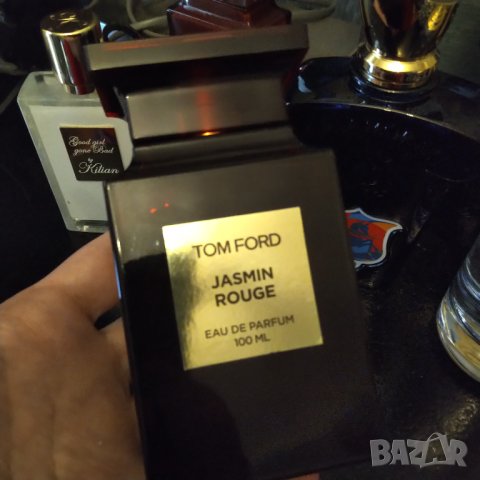 Good girl
gone Bad
by
Kilian
TOM FORD
JASMIN
ROUGE
EAU DE PARFUM
100 ML
BAZAR